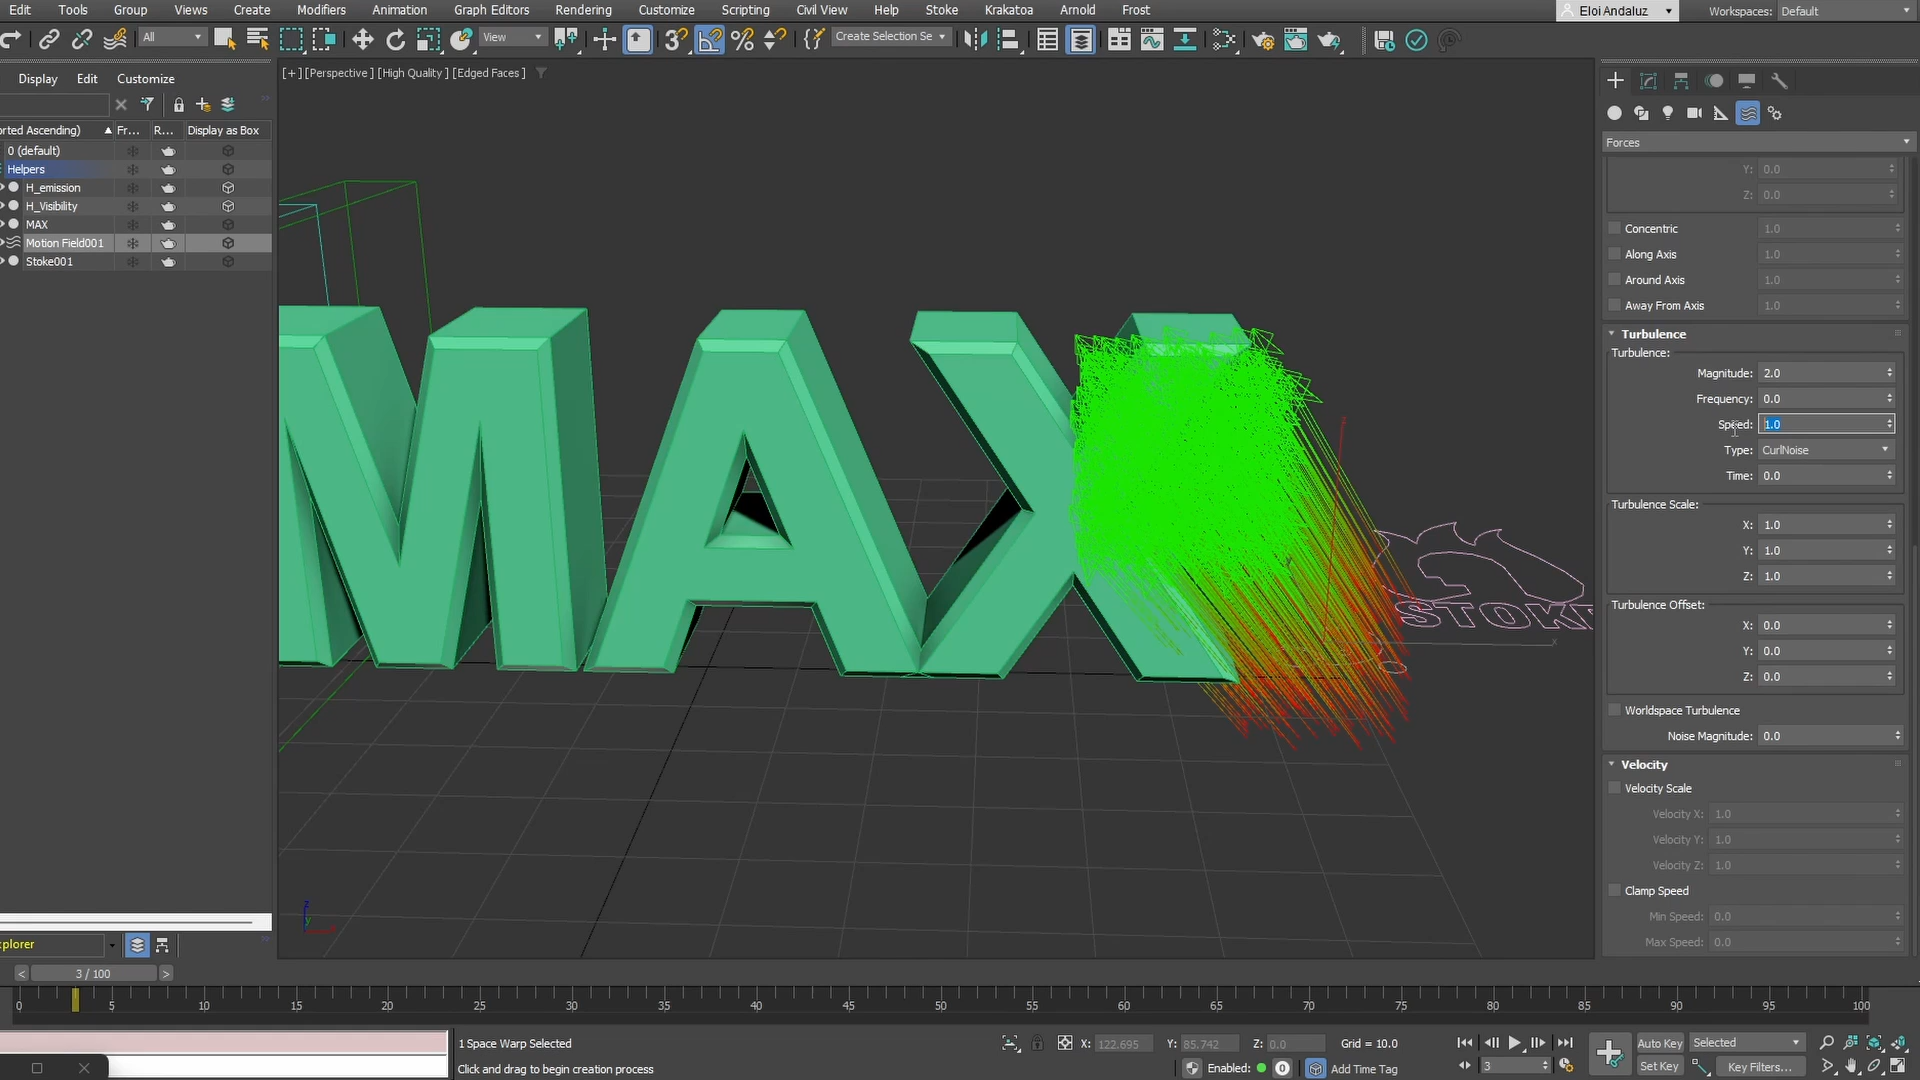 Edit Tools Group Views Create Modifiers Animation Graph Editors Rendering Customize Scripting Civil View Help Stoke Krakatoa Arnold Frost Eloi Andaluz Workspaces: Default
All View Create Selection Se
Display Edit Customize
[+] [Perspective ] [High Quality ] [Edged Faces ]
orted Ascending) Fr... R... Display as Box
0 (default)
Helpers
H_emission
H_Visibility
MAX
Motion Field001
Stoke001
MAX
STOKE
x
z
y
Forces
Y: 0.0
Z: 0.0
Concentric 1.0
Along Axis 1.0
Around Axis 1.0
Away From Axis 1.0
Turbulence
Turbulence:
Magnitude: 2.0
Frequency: 0.0
Speed: 1.0
Type: CurlNoise
Time: 0.0
Turbulence Scale:
X: 1.0
Y: 1.0
Z: 1.0
Turbulence Offset:
X: 0.0
Y: 0.0
Z: 0.0
Worldspace Turbulence
Noise Magnitude: 0.0
Velocity
Velocity Scale
Velocity X: 1.0
Velocity Y: 1.0
Velocity Z: 1.0
Clamp Speed
Min Speed: 0.0
Max Speed: 0.0
xplorer
< 3 / 100 >
0 5 10 15 20 25 30 35 40 45 50 55 60 65 70 75 80 85 90 95 100
1 Space Warp Selected X: 122.695 Y: 85.742 Z: 0.0 Grid = 10.0 Auto Key Selected
Click and drag to begin creation process Enabled: 0 Add Time Tag 3 Set Key Key Filters...